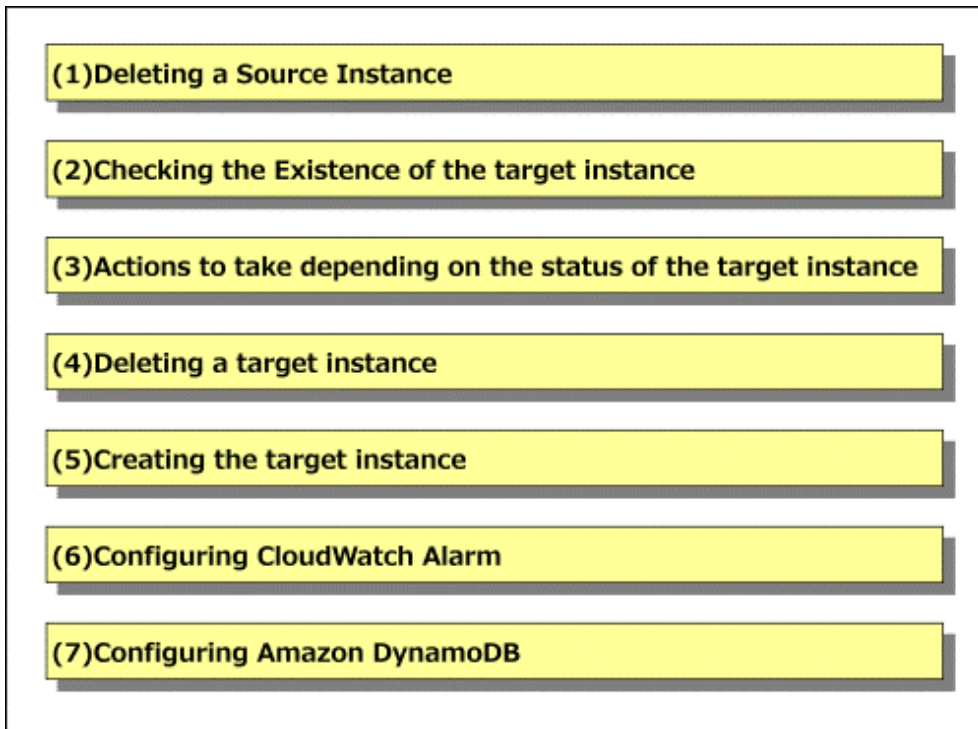 (1)Deleting a Source Instance
(2)Checking the Existence of the target instance
(3)Actions to take depending on the status of the target instance
(4)Deleting a target instance
(5)Creating the target instance
(6)Configuring CloudWatch Alarm
(7)Configuring Amazon DynamoDB